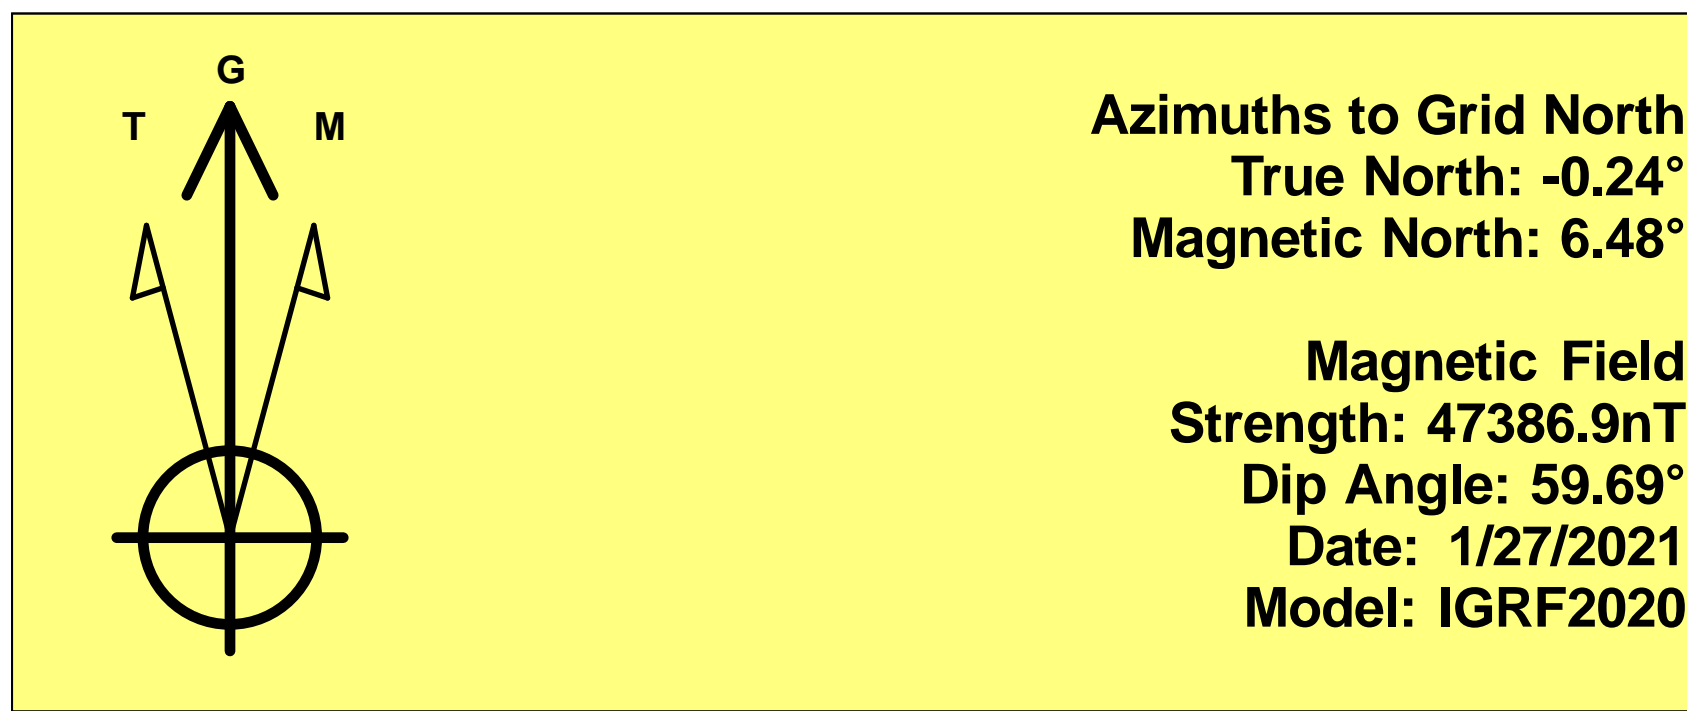 G
T
M
Azimuths to Grid North
True North: -0.24°
Magnetic North: 6.48°
Magnetic Field
Strength: 47386.9nT
Dip Angle: 59.69°
Date: 1/27/2021
Model: IGRF2020